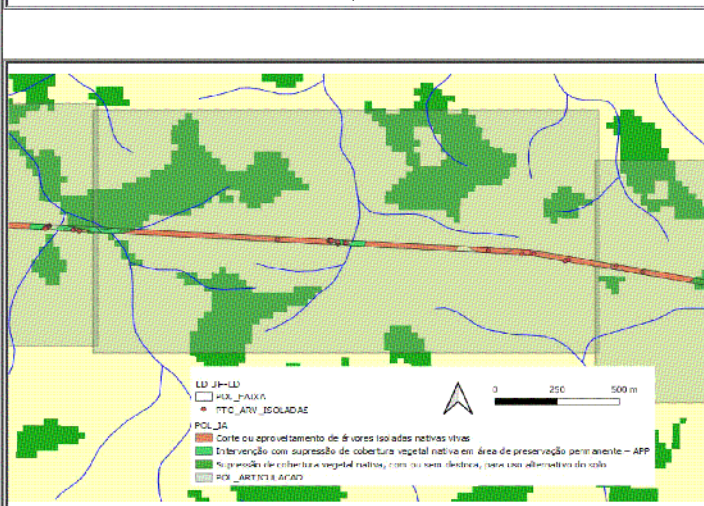 LD_JF-LD
POL_FAIXA
PTO_ARV_ISOLADAS
POL_IA
Corte ou aproveitamento de árvores isoladas nativas vivas
Intervenção com supressão de cobertura vegetal nativa em área de preservação permanente – APP
Supressão de cobertura vegetal nativa, com ou sem destoca, para uso alternativo do solo
POL_ARTICULACAO
0 250 500 m